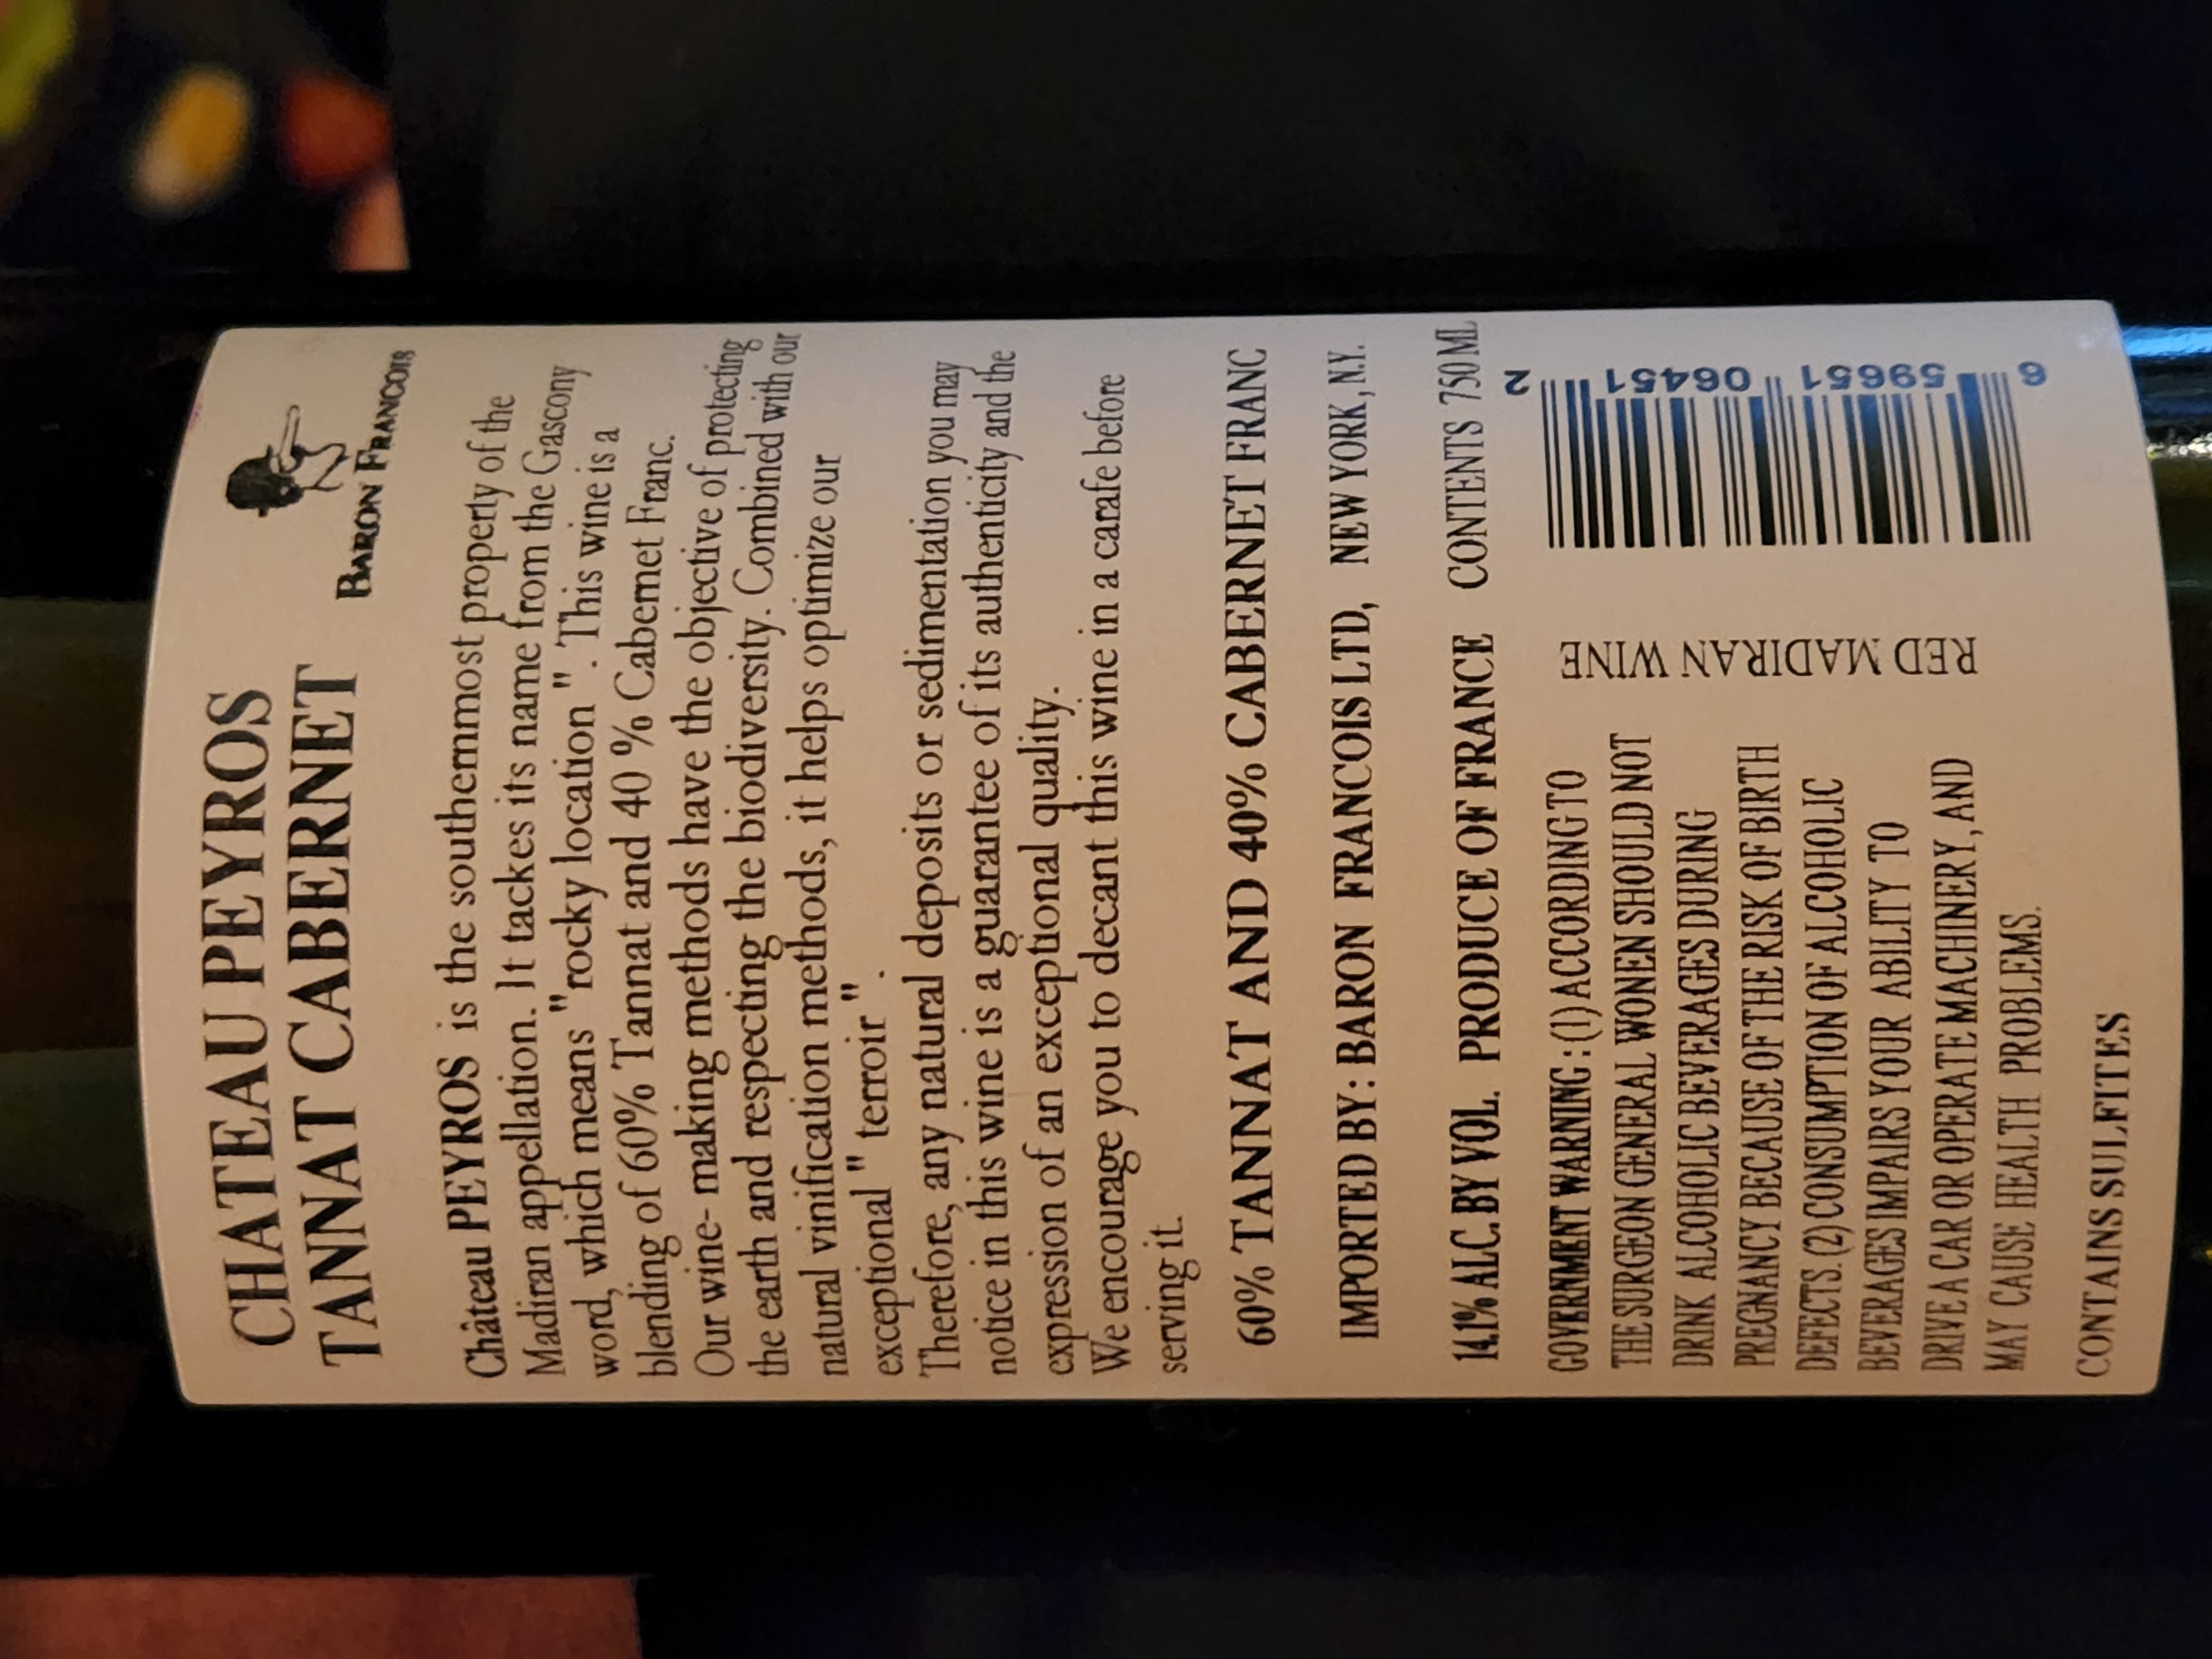 CHATEAU PEYROS
TANNAT CABERNET
BARON FRANCOIS
Château PEYROS is the southernmost property of the
Madiran appellation. It tackes its name from the Gascony
word, which means "rocky location ". This wine is a
blending of 60% Tannat and 40 % Cabernet Franc.
Our wine- making methods have the objective of protecting
the earth and respecting the biodiversity. Combined with our
natural vinification methods, it helps optimize our
exceptional " terroir " .
Therefore, any natural deposits or sedimentation you may
notice in this wine is a guarantee of its authenticity and the
expression of an exceptional quality.
We encourage you to decant this wine in a carafe before
serving it.
60% TANNAT AND 40% CABERNET FRANC
IMPORTED BY: BARON FRANCOIS LTD, NEW YORK, N.Y.
14.1% ALC. BY VOL. PRODUCE OF FRANCE CONTENTS 750 ML
GOVERNMENT WARNING : (1) ACCORDING TO
THE SURGEON GENERAL WONEN SHOULD NOT
DRINK ALCOHOLIC BEVERAGES DURING
PREGNANCY BECAUSE OF THE RISK OF BIRTH
DEFECTS. (2) CONSUMPTION OF ALCOHOLIC
BEVERAGES IMPAIRS YOUR ABILITY TO
DRIVE A CAR OR OPERATE MACHINERY, AND
MAY CAUSE HEALTH PROBLEMS.
CONTAINS SULFITES
RED MADIRAN WINE
6 59651 06451 2